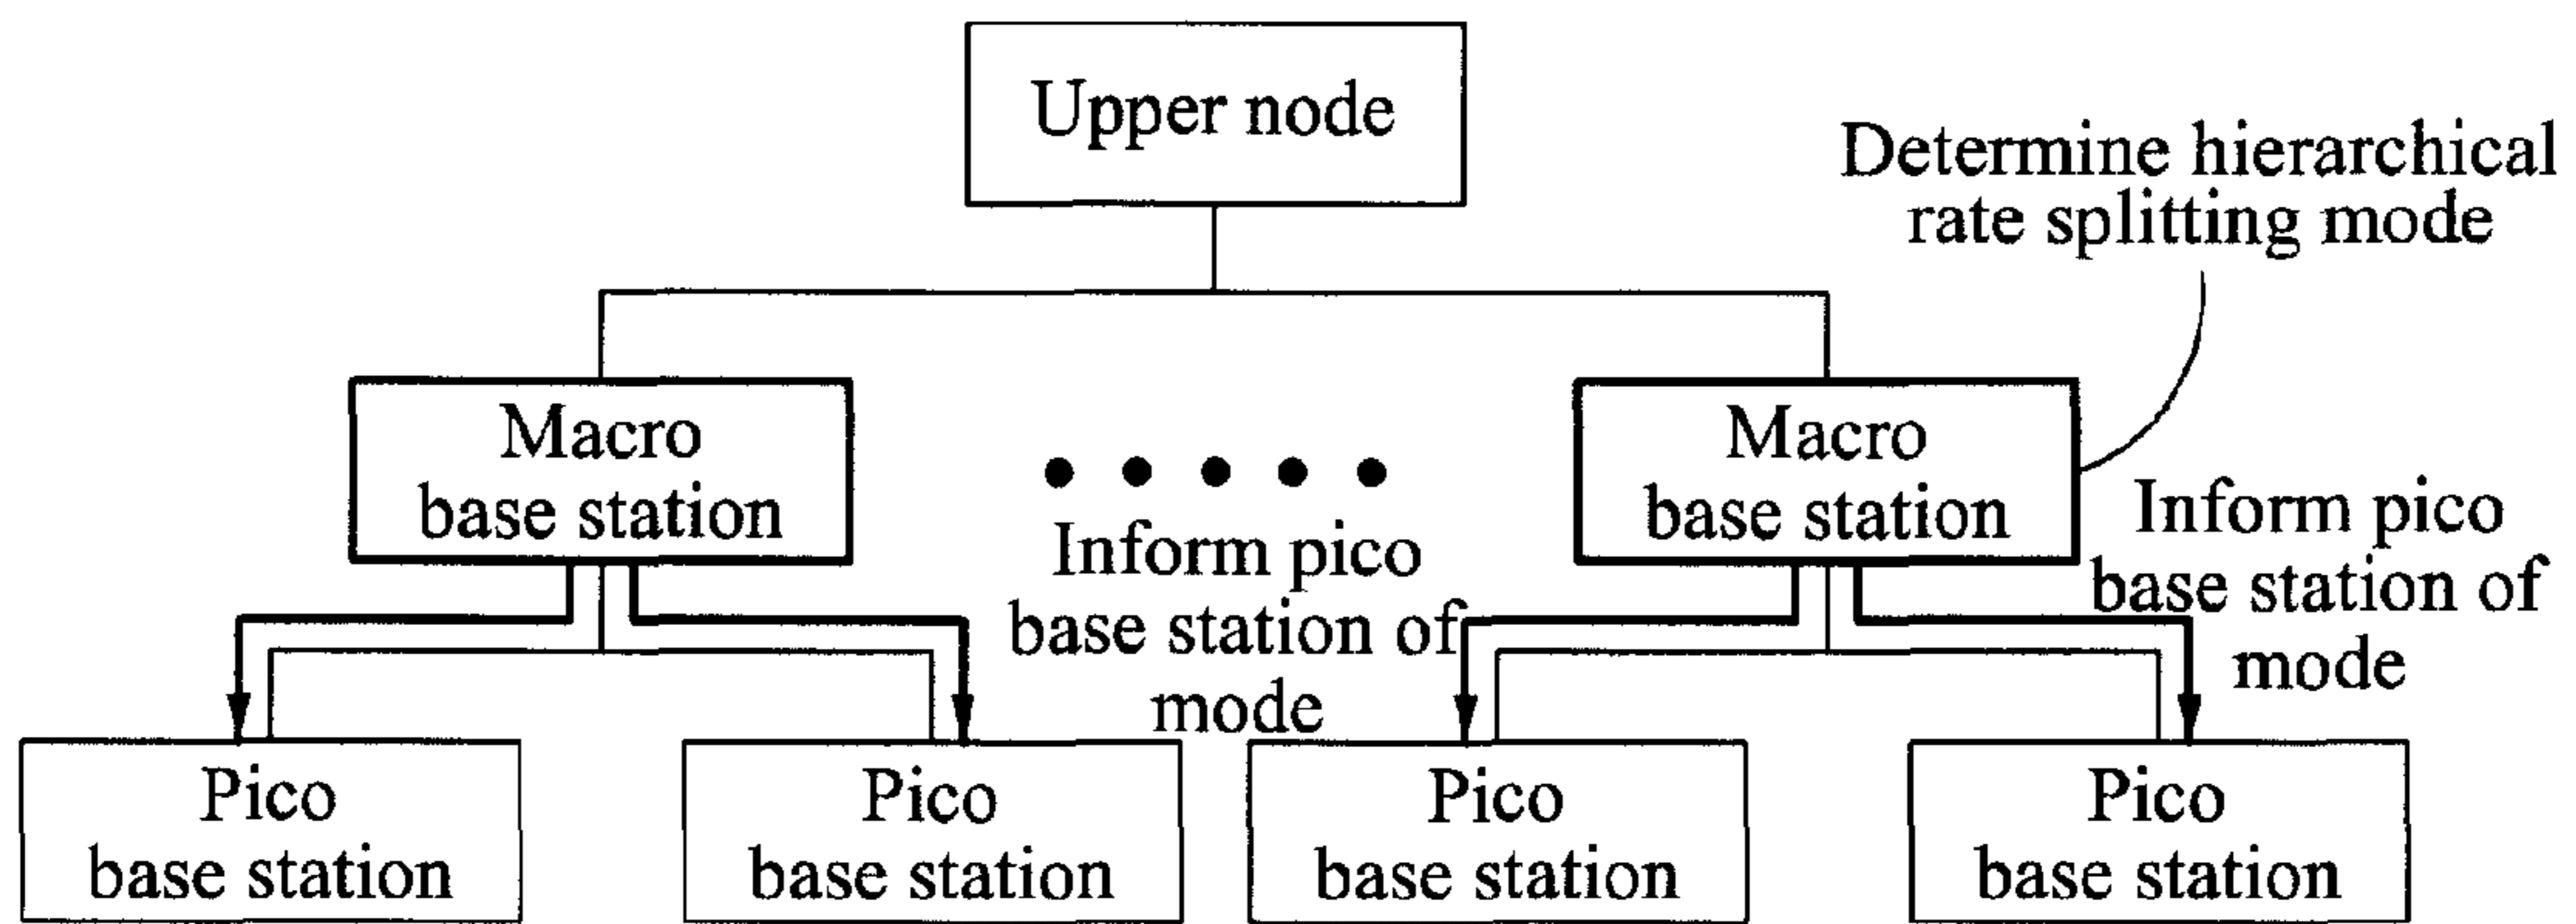 Upper node
Determine hierarchical
rate splitting mode
Macro
base station
Macro
base station
Inform pico
base station of
mode
Inform pico
base station of
mode
Pico
base station
Pico
base station
Pico
base station
Pico
base station